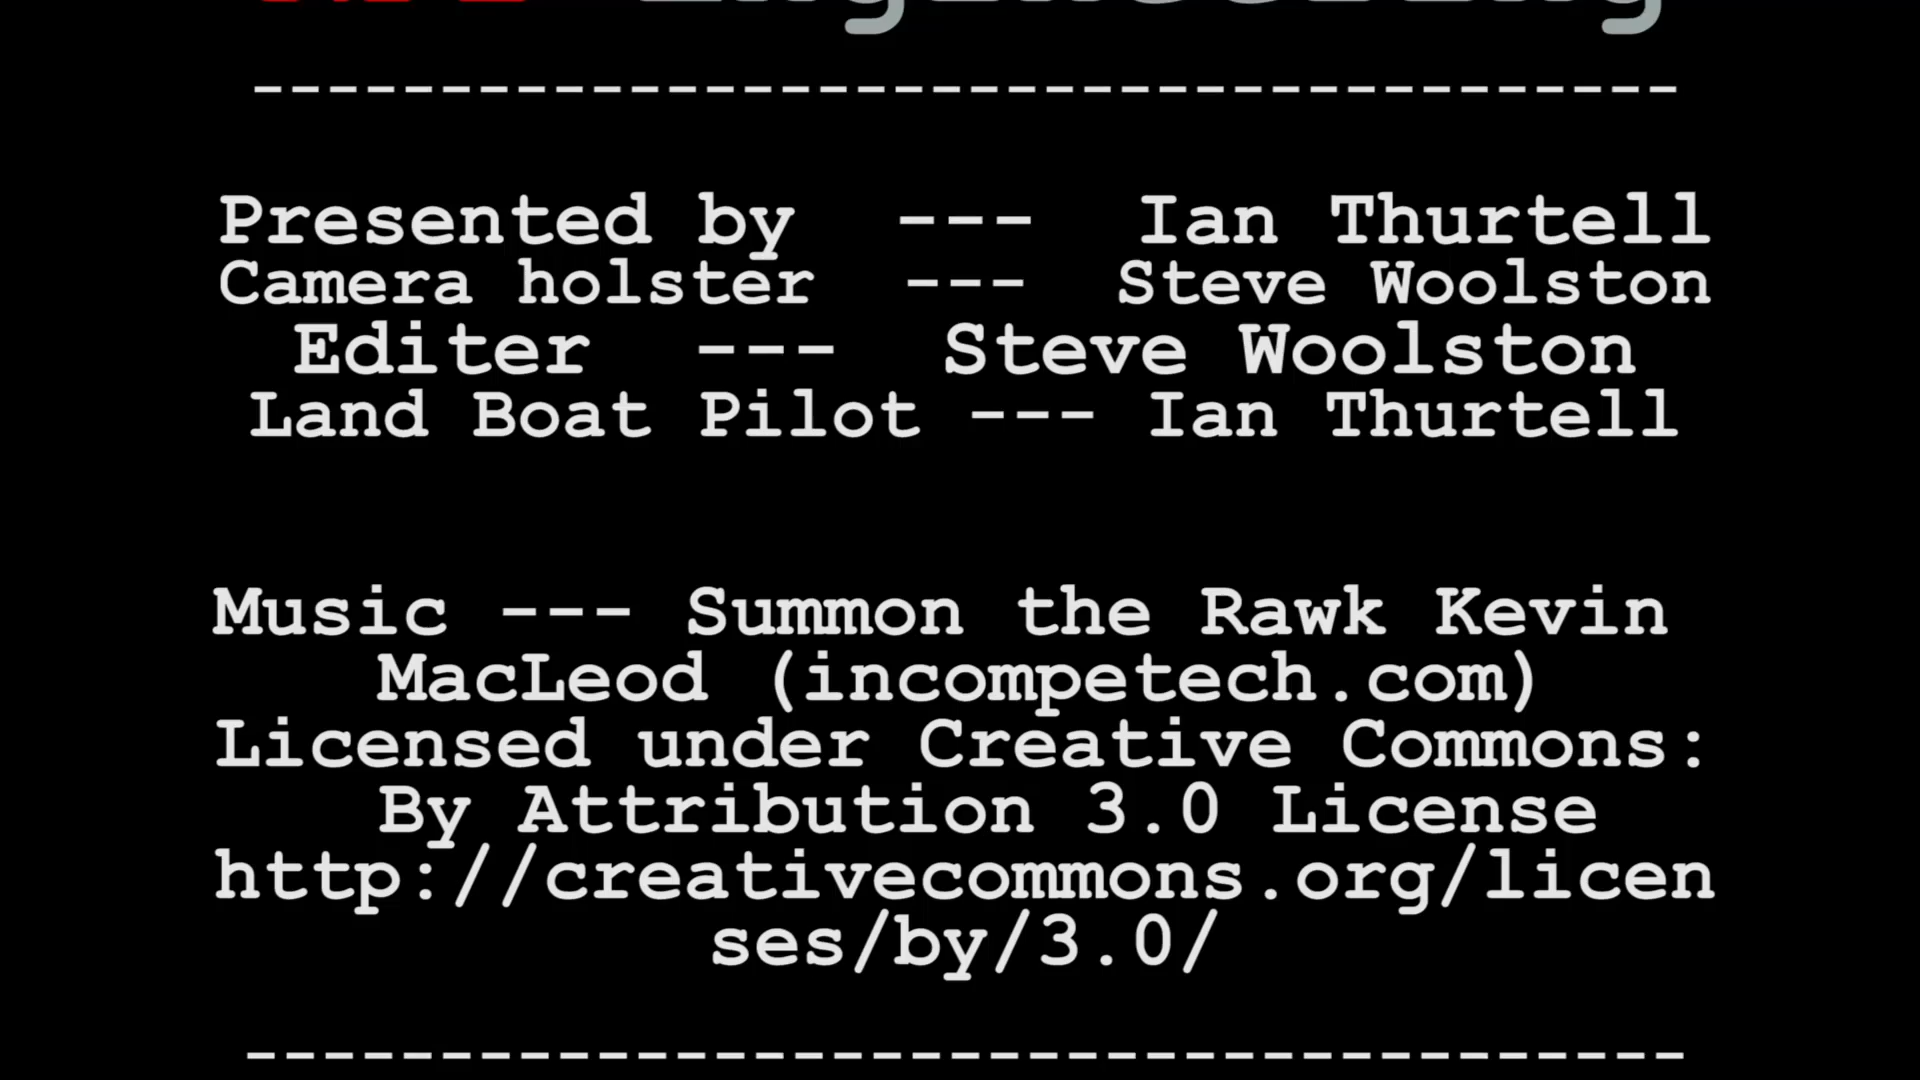 Engineering
---------------------------------------
Presented by --- Ian Thurtell
Camera holster --- Steve Woolston
Editer --- Steve Woolston
Land Boat Pilot --- Ian Thurtell
Music --- Summon the Rawk Kevin
MacLeod (incompetech.com)
Licensed under Creative Commons:
By Attribution 3.0 License
http://creativecommons.org/licen
ses/by/3.0/
---------------------------------------